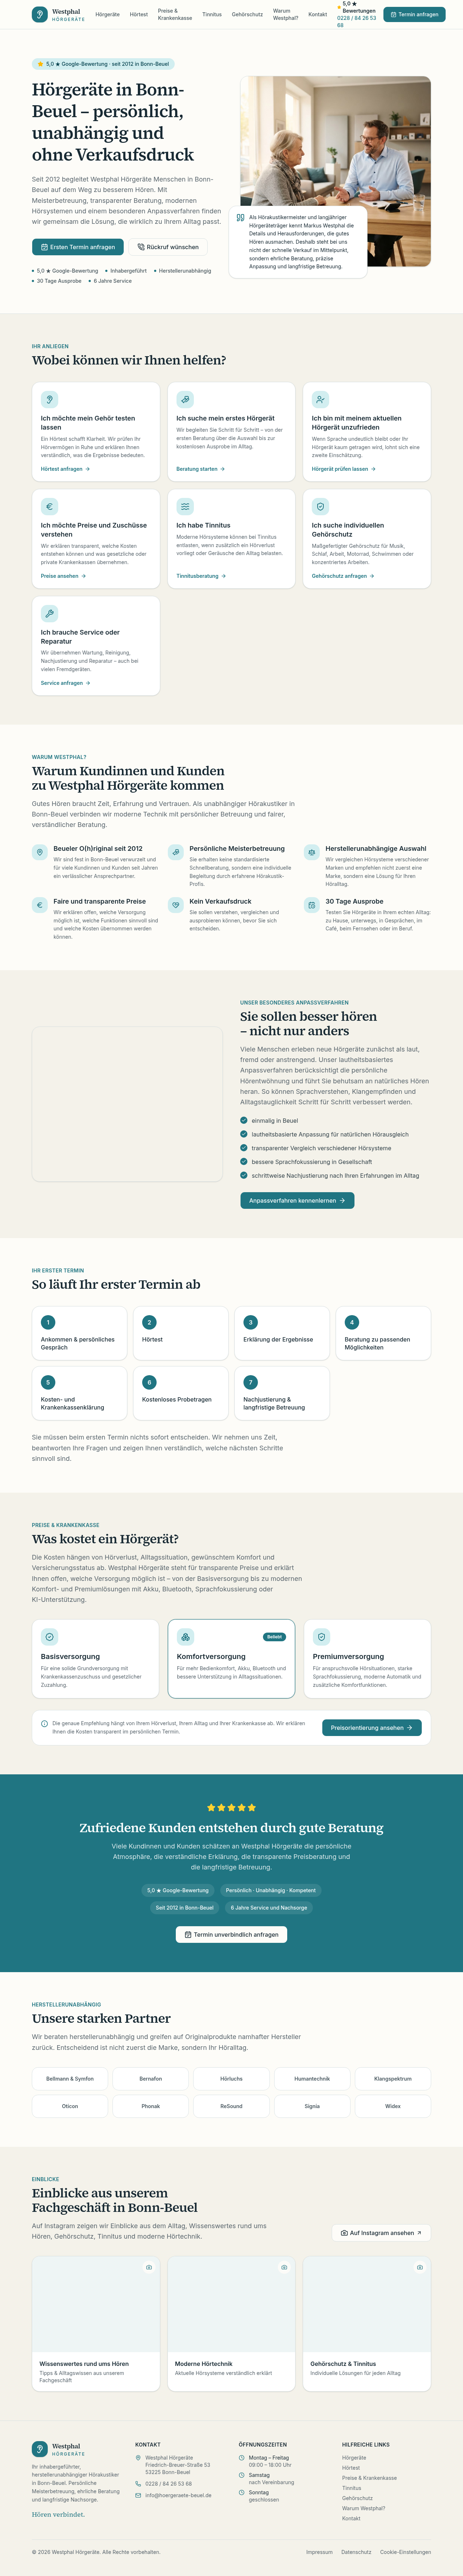 Westphal
HÖRGERÄTE
Hörgeräte
Hörtest
Preise & Krankenkasse
Tinnitus
Gehörschutz
Warum Westphal?
Kontakt
5,0 ★ Bewertungen
0228 / 84 26 53 68
Termin anfragen
5,0 ★ Google-Bewertung · seit 2012 in Bonn-Beuel
Hörgeräte in Bonn-
Beuel – persönlich,
unabhängig und
ohne Verkaufsdruck
Seit 2012 begleitet Westphal Hörgeräte Menschen in Bonn-
Beuel auf dem Weg zu besserem Hören. Mit
Meisterbetreuung, transparenter Beratung, modernen
Hörsystemen und einem besonderen Anpassverfahren finden
wir gemeinsam die Lösung, die wirklich zu Ihrem Alltag passt.
Ersten Termin anfragen
Rückruf wünschen
5,0 ★ Google-Bewertung
Inhabergeführt
Herstellerunabhängig
30 Tage Ausprobe
6 Jahre Service
Als Hörakustikermeister und langjähriger
Hörgeräteträger kennt Markus Westphal die
Details und Herausforderungen, die gutes
Hören ausmachen. Deshalb steht bei uns
nicht der schnelle Verkauf im Mittelpunkt,
sondern ehrliche Beratung, präzise
Anpassung und langfristige Betreuung.
IHR ANLIEGEN
Wobei können wir Ihnen helfen?
Ich möchte mein Gehör testen
lassen
Ein Hörtest schafft Klarheit. Wir prüfen Ihr
Hörvermögen in Ruhe und erklären Ihnen
verständlich, was die Ergebnisse bedeuten.
Hörtest anfragen →
Ich suche mein erstes Hörgerät
Wir begleiten Sie Schritt für Schritt – von der
ersten Beratung über die Auswahl bis zur
kostenlosen Ausprobe im Alltag.
Beratung starten →
Ich bin mit meinem aktuellen
Hörgerät unzufrieden
Wenn Sprache undeutlich bleibt oder Ihr
Hörgerät kaum getragen wird, lohnt sich eine
zweite Einschätzung.
Hörgerät prüfen lassen →
Ich möchte Preise und Zuschüsse
verstehen
Wir erklären transparent, welche Kosten
entstehen können und was gesetzliche oder
private Krankenkassen übernehmen.
Preise ansehen →
Ich habe Tinnitus
Moderne Hörsysteme können bei Tinnitus
entlasten, wenn zusätzlich ein Hörverlust
vorliegt oder Geräusche den Alltag belasten.
Tinnitusberatung →
Ich suche individuellen
Gehörschutz
Maßgefertigter Gehörschutz für Musik,
Schlaf, Arbeit, Motorrad, Schwimmen oder
konzentriertes Arbeiten.
Gehörschutz anfragen →
Ich brauche Service oder
Reparatur
Wir übernehmen Wartung, Reinigung,
Nachjustierung und Reparatur – auch bei
vielen Fremdgeräten.
Service anfragen →
WARUM WESTPHAL?
Warum Kundinnen und Kunden
zu Westphal Hörgeräte kommen
Gutes Hören braucht Zeit, Erfahrung und Vertrauen. Als unabhängiger Hörakustiker in
Bonn-Beuel verbinden wir moderne Technik mit persönlicher Betreuung und fairer,
verständlicher Beratung.
Beueler O(h)riginal seit 2012
Wir sind fest in Bonn-Beuel verwurzelt und
für viele Kundinnen und Kunden seit Jahren
ein verlässlicher Ansprechpartner.
Persönliche Meisterbetreuung
Sie erhalten keine standardisierte
Schnellberatung, sondern eine individuelle
Begleitung durch erfahrene Hörakustik-
Profis.
Herstellerunabhängige Auswahl
Wir vergleichen Hörsysteme verschiedener
Marken und empfehlen nicht zuerst eine
Marke, sondern eine Lösung für Ihren
Höralltag.
Faire und transparente Preise
Wir erklären offen, welche Versorgung
möglich ist, welche Funktionen sinnvoll sind
und welche Kosten übernommen werden
können.
Kein Verkaufsdruck
Sie sollen verstehen, vergleichen und
ausprobieren können, bevor Sie sich
entscheiden.
30 Tage Ausprobe
Testen Sie Hörgeräte in Ihrem echten Alltag:
zu Hause, unterwegs, in Gesprächen, im
Café, beim Fernsehen oder im Beruf.
UNSER BESONDERES ANPASSVERFAHREN
Sie sollen besser hören
– nicht nur anders
Viele Menschen erleben neue Hörgeräte zunächst als laut,
fremd oder anstrengend. Unser lautheitsbasiertes
Anpassverfahren berücksichtigt die persönliche
Hörentwöhnung und führt Sie behutsam an natürliches Hören
heran. So können Sprachverstehen, Klangempfinden und
Alltagstauglichkeit Schritt für Schritt verbessert werden.
einmalig in Beuel
lautheitsbasierte Anpassung für natürlichen Hörausgleich
transparenter Vergleich verschiedener Hörsysteme
bessere Sprachfokussierung in Gesellschaft
schrittweise Nachjustierung nach Ihren Erfahrungen im Alltag
Anpassverfahren kennenlernen →
IHR ERSTER TERMIN
So läuft Ihr erster Termin ab
1
Ankommen & persönliches
Gespräch
2
Hörtest
3
Erklärung der Ergebnisse
4
Beratung zu passenden
Möglichkeiten
5
Kosten- und
Krankenkassenklärung
6
Kostenloses Probetragen
7
Nachjustierung &
langfristige Betreuung
Sie müssen beim ersten Termin nichts sofort entscheiden. Wir nehmen uns Zeit,
beantworten Ihre Fragen und zeigen Ihnen verständlich, welche nächsten Schritte
sinnvoll sind.
PREISE & KRANKENKASSE
Was kostet ein Hörgerät?
Die Kosten hängen von Hörverlust, Alltagssituation, gewünschtem Komfort und
Versicherungsstatus ab. Westphal Hörgeräte steht für transparente Preise und erklärt
Ihnen offen, welche Versorgung möglich ist – von der Basisversorgung bis zu modernen
Komfort- und Premiumlösungen mit Akku, Bluetooth, Sprachfokussierung oder
KI-Unterstützung.
Basisversorgung
Für eine solide Grundversorgung mit
Krankenkassenzuschuss und gesetzlicher
Zuzahlung.
Beliebt
Komfortversorgung
Für mehr Bedienkomfort, Akku, Bluetooth und
bessere Unterstützung in Alltagssituationen.
Premiumversorgung
Für anspruchsvolle Hörsituationen, starke
Sprachfokussierung, moderne Automatik und
zusätzliche Komfortfunktionen.
Die genaue Empfehlung hängt von Ihrem Hörverlust, Ihrem Alltag und Ihrer Krankenkasse ab. Wir erklären
Ihnen die Kosten transparent im persönlichen Termin.
Preisorientierung ansehen →
Zufriedene Kunden entstehen durch gute Beratung
Viele Kundinnen und Kunden schätzen an Westphal Hörgeräte die persönliche
Atmosphäre, die verständliche Erklärung, die transparente Preisberatung und
die langfristige Betreuung.
5,0 ★ Google-Bewertung
Persönlich · Unabhängig · Kompetent
Seit 2012 in Bonn-Beuel
6 Jahre Service und Nachsorge
Termin unverbindlich anfragen
HERSTELLERUNABHÄNGIG
Unsere starken Partner
Wir beraten herstellerunabhängig und greifen auf Originalprodukte namhafter Hersteller
zurück. Entscheidend ist nicht zuerst die Marke, sondern Ihr Höralltag.
Bellmann & Symfon
Bernafon
Hörluchs
Humantechnik
Klangspektrum
Oticon
Phonak
ReSound
Signia
Widex
EINBLICKE
Einblicke aus unserem
Fachgeschäft in Bonn-Beuel
Auf Instagram zeigen wir Einblicke aus dem Alltag, Wissenswertes rund ums
Hören, Gehörschutz, Tinnitus und moderne Hörtechnik.
Auf Instagram ansehen ↗
Wissenswertes rund ums Hören
Tipps & Alltagswissen aus unserem
Fachgeschäft
Moderne Hörtechnik
Aktuelle Hörsysteme verständlich erklärt
Gehörschutz & Tinnitus
Individuelle Lösungen für jeden Alltag
Westphal
HÖRGERÄTE
Ihr inhabergeführter,
herstellerunabhängiger Hörakustiker
in Bonn-Beuel. Persönliche
Meisterbetreuung, ehrliche Beratung
und langfristige Nachsorge.
Hören verbindet.
KONTAKT
Westphal Hörgeräte
Friedrich-Breuer-Straße 53
53225 Bonn-Beuel
0228 / 84 26 53 68
info@hoergeraete-beuel.de
ÖFFNUNGSZEITEN
Montag – Freitag
09:00 – 18:00 Uhr
Samstag
nach Vereinbarung
Sonntag
geschlossen
HILFREICHE LINKS
Hörgeräte
Hörtest
Preise & Krankenkasse
Tinnitus
Gehörschutz
Warum Westphal?
Kontakt
© 2026 Westphal Hörgeräte. Alle Rechte vorbehalten.
Impressum
Datenschutz
Cookie-Einstellungen